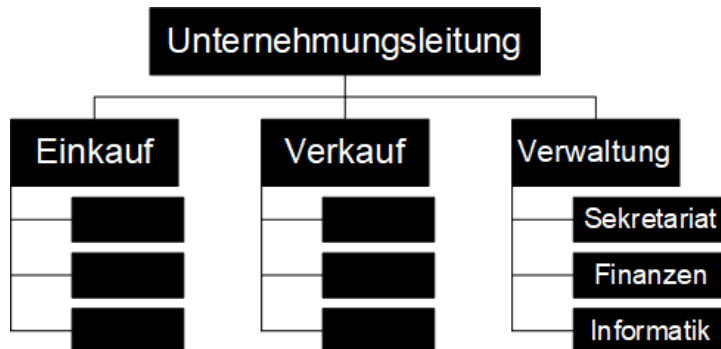 Unternehmungsleitung
Einkauf
Verkauf
Verwaltung
Sekretariat
Finanzen
Informatik